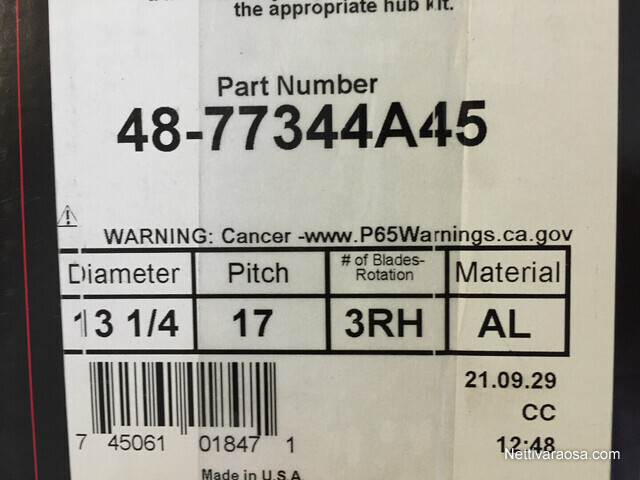 the appropriate hub kit.
Part Number
48-77344A45
WARNING: Cancer -www.P65Warnings.ca.gov
Diameter Pitch # of Blades- Material
Rotation
13 1/4 17 3RH AL
21.09.29
CC
7 45061 01847 1 12:48
Nettivaraosa.com
Made in U.S.A